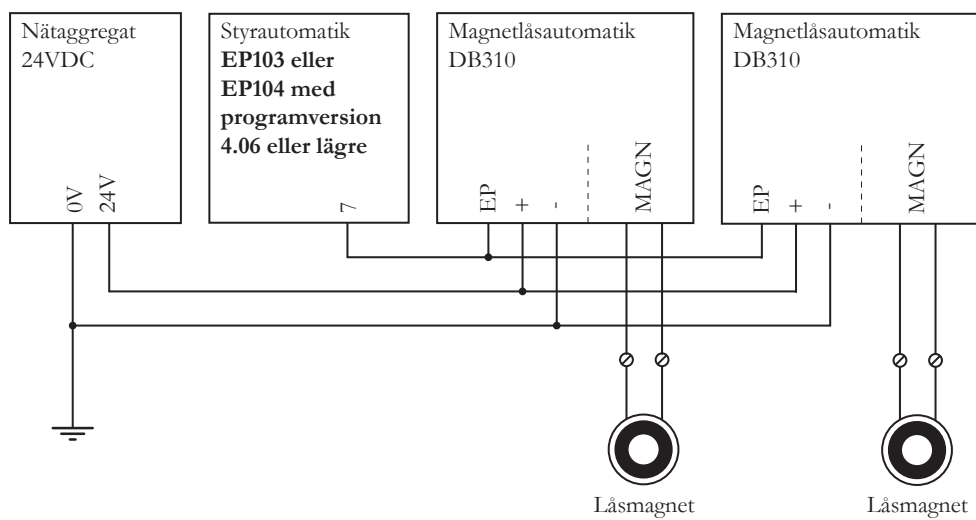 Nätaggregat
24VDC
0V
24V
Styrautomatik
EP103 eller
EP104 med
programversion
4.06 eller lägre
7
Magnetlåsautomatik
DB310
EP
+
-
MAGN
Magnetlåsautomatik
DB310
EP
+
-
MAGN
Låsmagnet
Låsmagnet